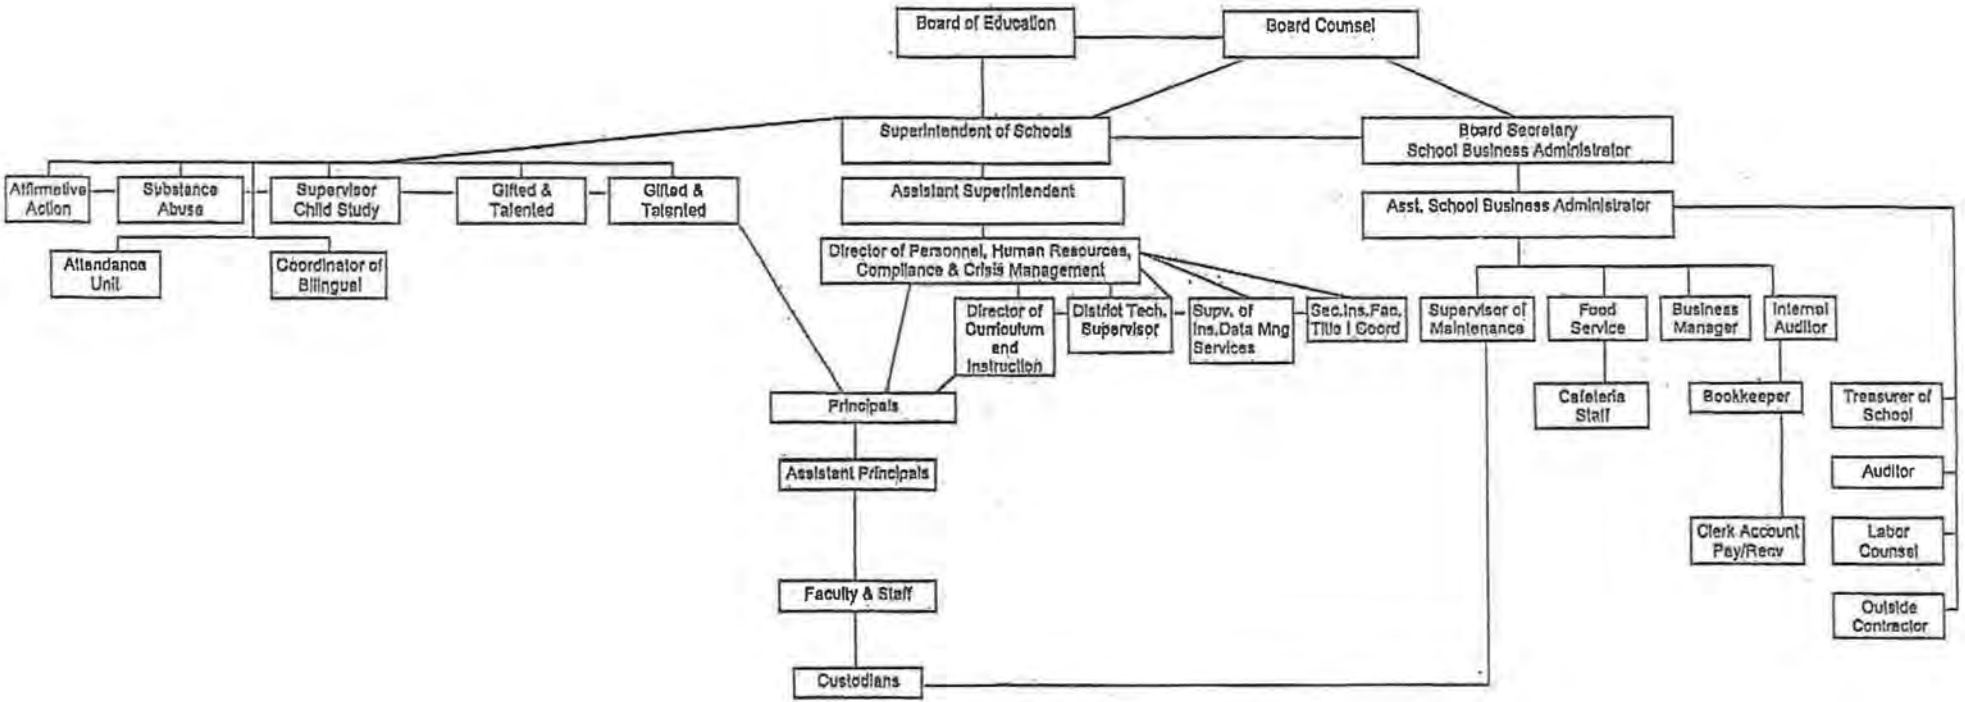 Board of Education
Board Counsel
Superintendent of Schools
Board Secretary
School Business Administrator
Affirmative
Action
Substance
Abuse
Supervisor
Child Study
Gifted &
Talented
Gifted &
Talented
Assistant Superintendent
Asst. School Business Administrator
Attendance
Unit
Coordinator of
Bilingual
Director of Personnel, Human Resources,
Compliance & Crisis Management
Director of
Curriculum
and
Instruction
District Tech.
Supervisor
Supv. of
Ins.Data Mng
Services
Sec.Ins.Fac.
Title I Coord
Supervisor of
Maintenance
Food
Service
Business
Manager
Internal
Auditor
Principals
Cafeteria
Staff
Bookkeeper
Treasurer of
School
Assistant Principals
Auditor
Clerk Account
Pay/Recv
Labor
Counsel
Faculty & Staff
Outside
Contractor
Custodians